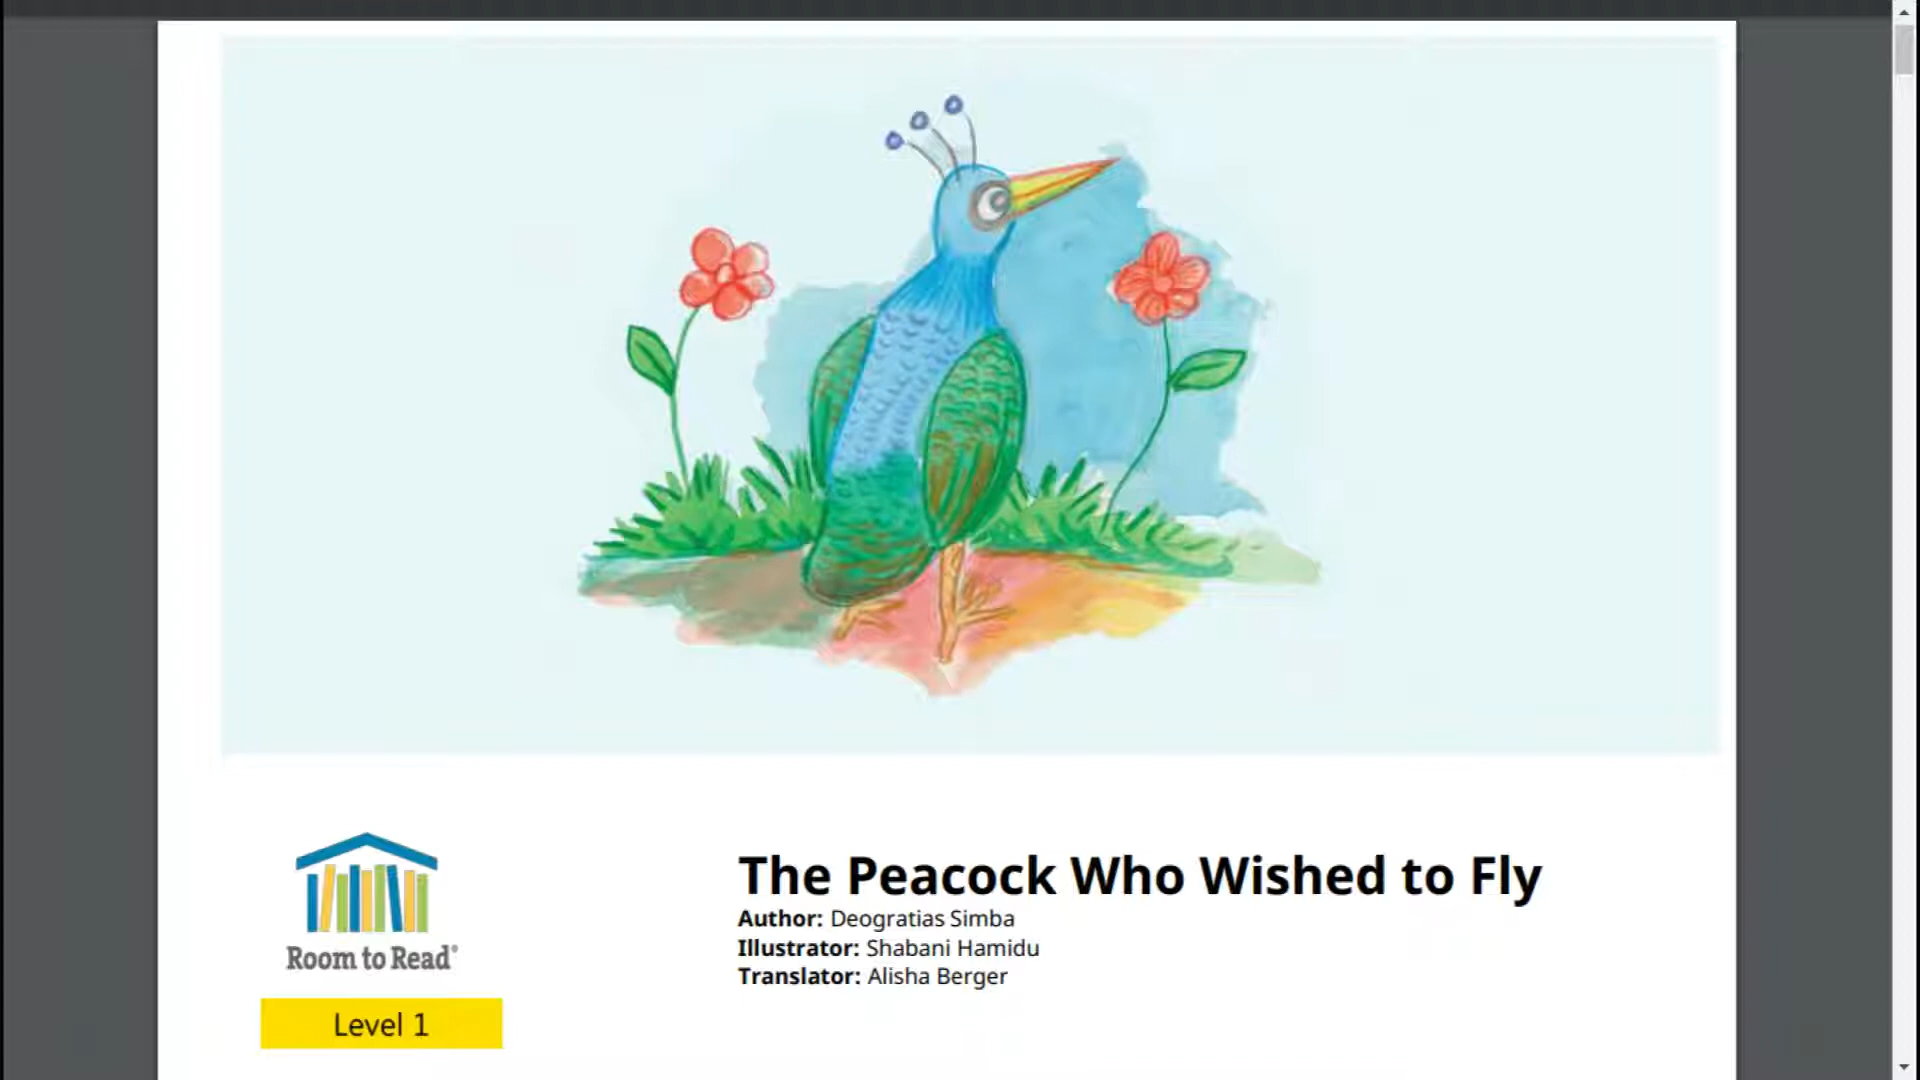 Room to Read®
Level 1
The Peacock Who Wished to Fly
Author: Deogratias Simba
Illustrator: Shabani Hamidu
Translator: Alisha Berger